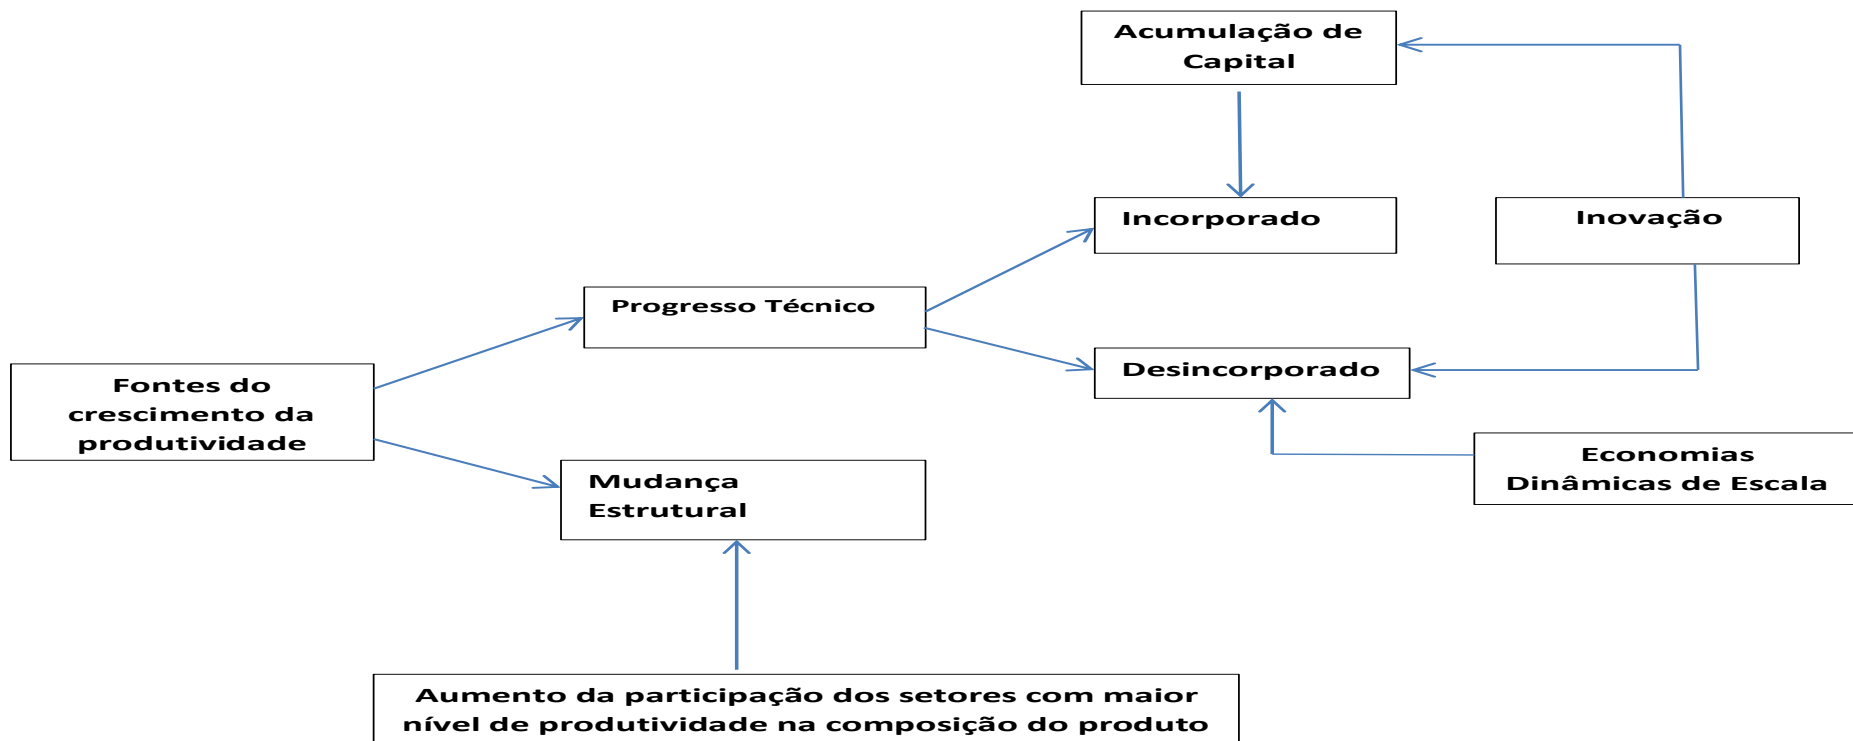 Acumulação de
Capital
Incorporado
Inovação
Progresso Técnico
Desincorporado
Fontes do
crescimento da
produtividade
Mudança
Estrutural
Economias
Dinâmicas de Escala
Aumento da participação dos setores com maior
nível de produtividade na composição do produto